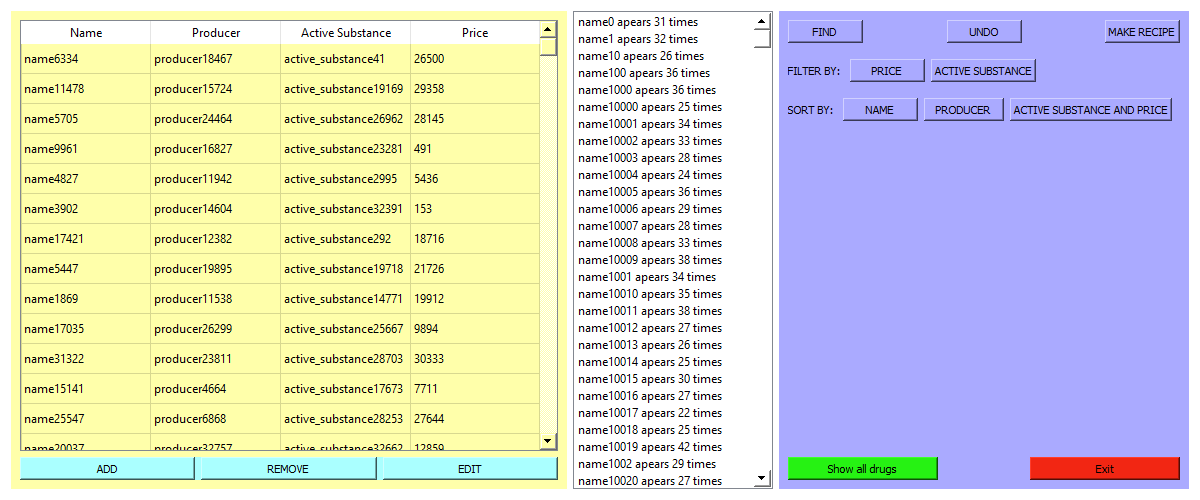 Name Producer Active Substance Price
name6334 producer18467 active_substance41 26500
name11478 producer15724 active_substance19169 29358
name5705 producer24464 active_substance26962 28145
name9961 producer16827 active_substance23281 491
name4827 producer11942 active_substance2995 5436
name3902 producer14604 active_substance32391 153
name17421 producer12382 active_substance292 18716
name5447 producer19895 active_substance19718 21726
name1869 producer11538 active_substance14771 19912
name17035 producer26299 active_substance25667 9894
name31322 producer23811 active_substance28703 30333
name15141 producer4664 active_substance17673 7711
name25547 producer6868 active_substance28253 27644
name20037 producer32757 active_substance32662 12859
ADD REMOVE EDIT
name0 apears 31 times
name1 apears 32 times
name10 apears 26 times
name100 apears 36 times
name1000 apears 36 times
name10000 apears 25 times
name10001 apears 34 times
name10002 apears 33 times
name10003 apears 28 times
name10004 apears 24 times
name10005 apears 36 times
name10006 apears 29 times
name10007 apears 28 times
name10008 apears 33 times
name10009 apears 38 times
name1001 apears 34 times
name10010 apears 35 times
name10011 apears 38 times
name10012 apears 27 times
name10013 apears 26 times
name10014 apears 25 times
name10015 apears 30 times
name10016 apears 27 times
name10017 apears 22 times
name10018 apears 25 times
name10019 apears 42 times
name1002 apears 29 times
name10020 apears 27 times
FIND UNDO MAKE RECIPE
FILTER BY: PRICE ACTIVE SUBSTANCE
SORT BY: NAME PRODUCER ACTIVE SUBSTANCE AND PRICE
Show all drugs Exit